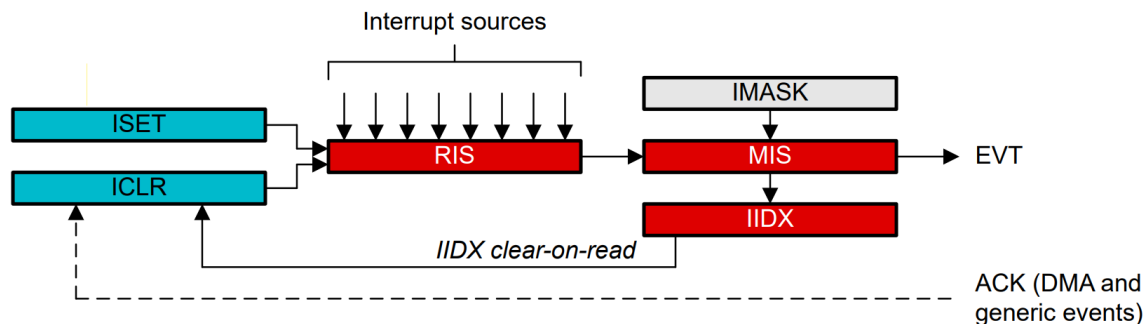 Interrupt sources
IMASK
ISET
RIS
MIS
EVT
ICLR
IIDX
IIDX clear-on-read
ACK (DMA and
generic events)